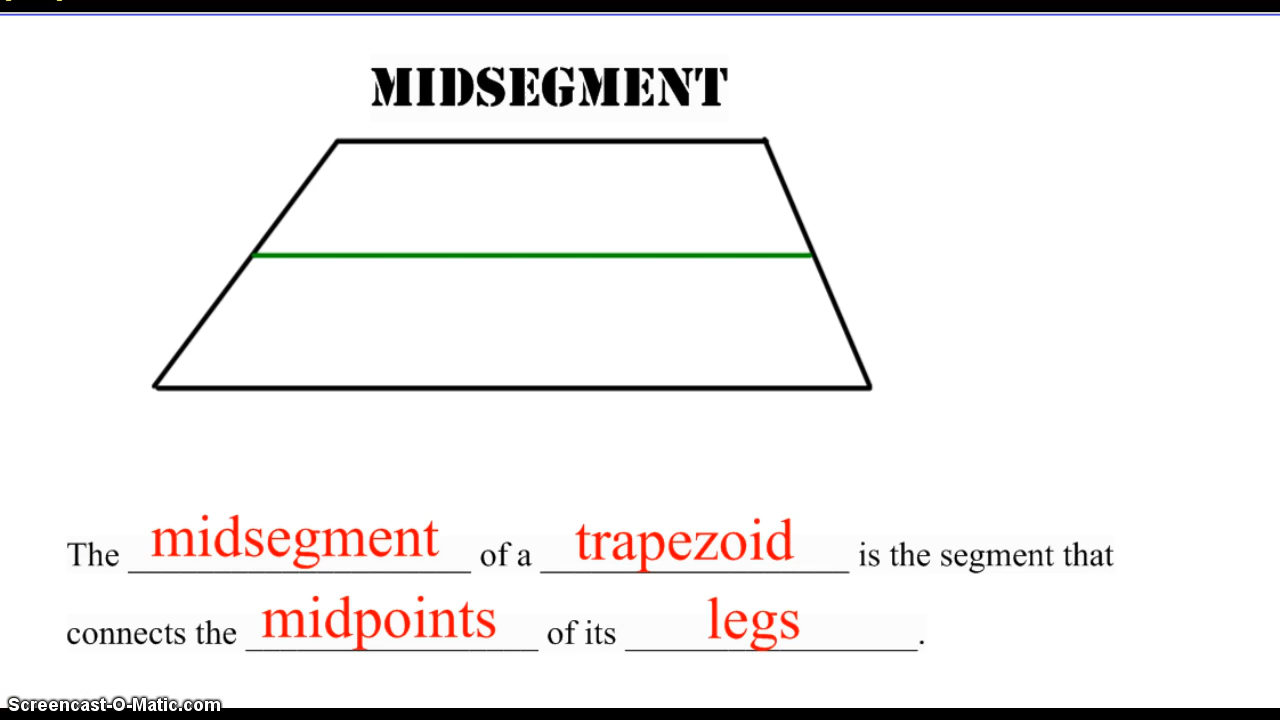 MIDSEGMENT
The midsegment of a trapezoid is the segment that
connects the midpoints of its legs.
Screencast-O-Matic.com